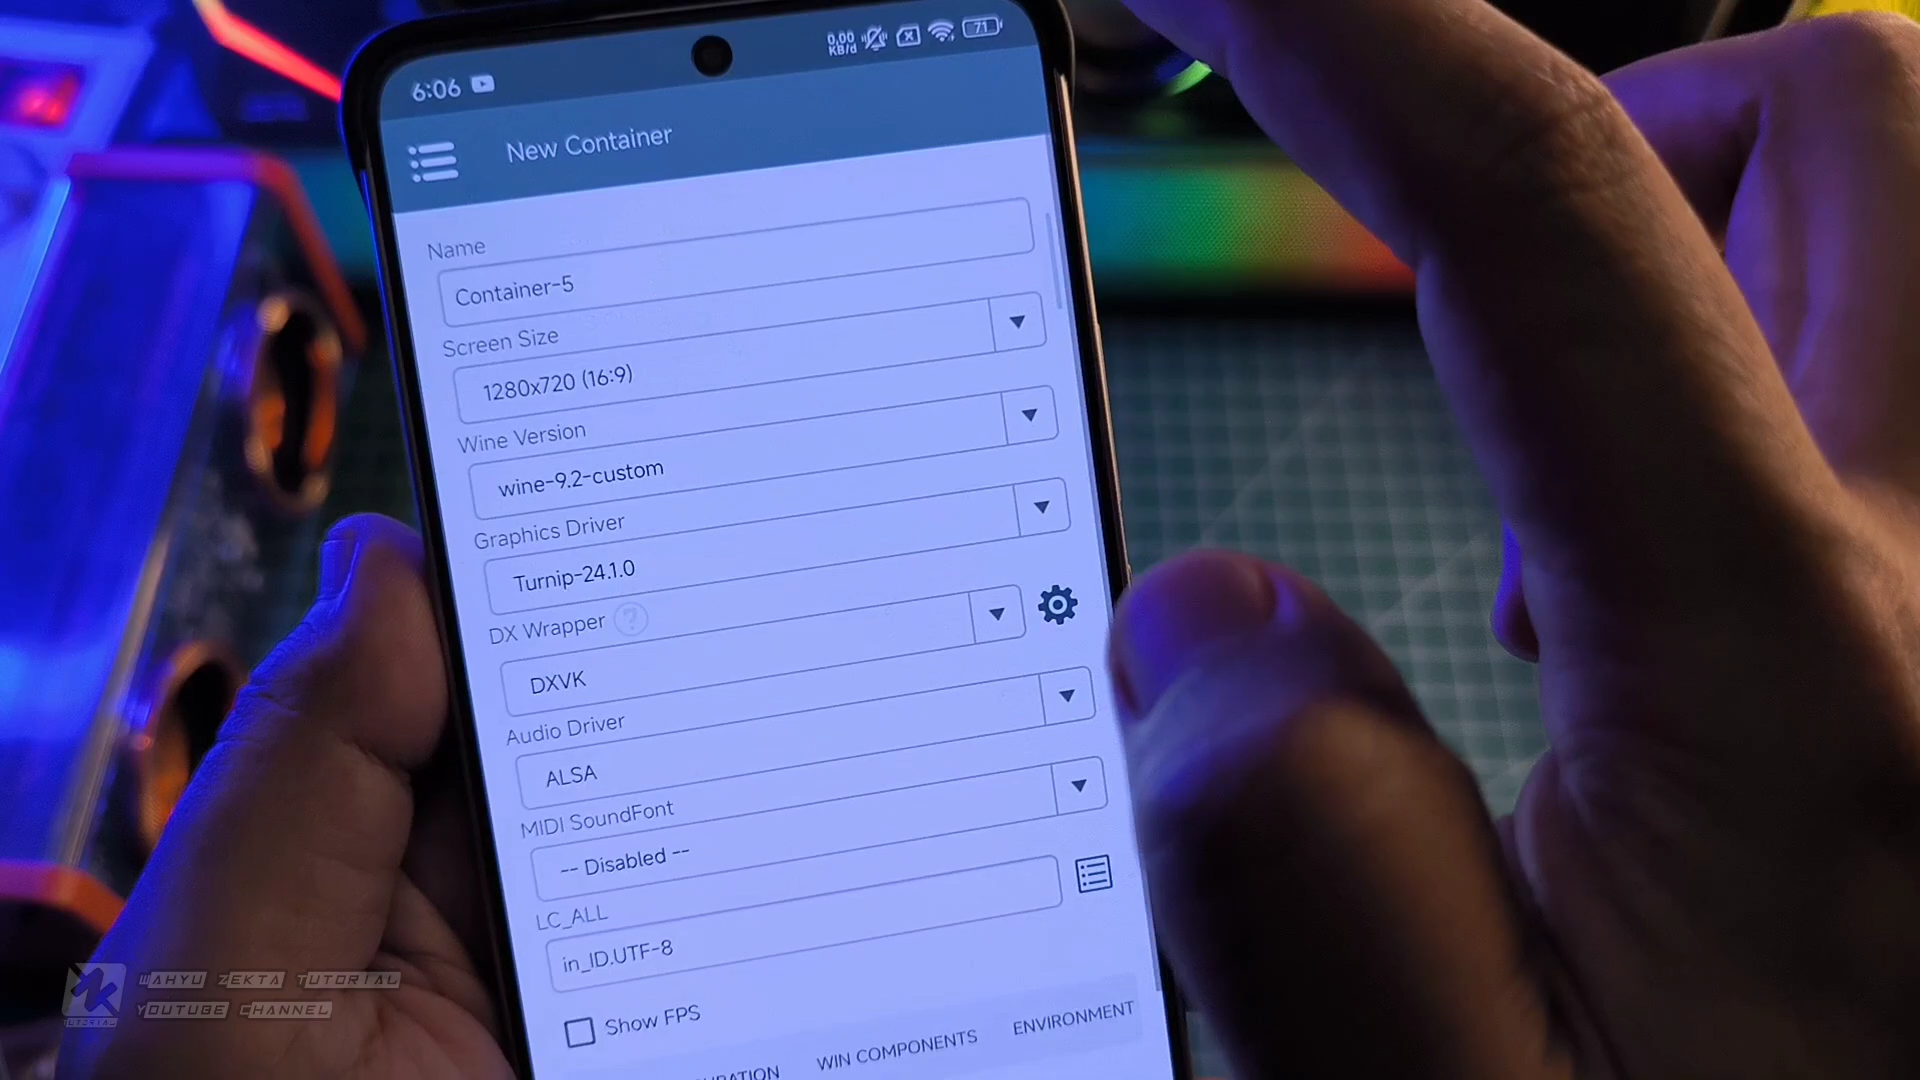 6:06
0,00
KB/d
71
New Container
Name
Container-5
Screen Size
1280x720 (16:9)
Wine Version
wine-9.2-custom
Graphics Driver
Turnip-24.1.0
DX Wrapper ?
DXVK
Audio Driver
ALSA
MIDI SoundFont
-- Disabled --
LC_ALL
in_ID.UTF-8
Show FPS
WIN COMPONENTS
ENVIRONMENT
WAHYU ZEKTA TUTORIAL
YOUTUBE CHANNEL
TUTORIAL